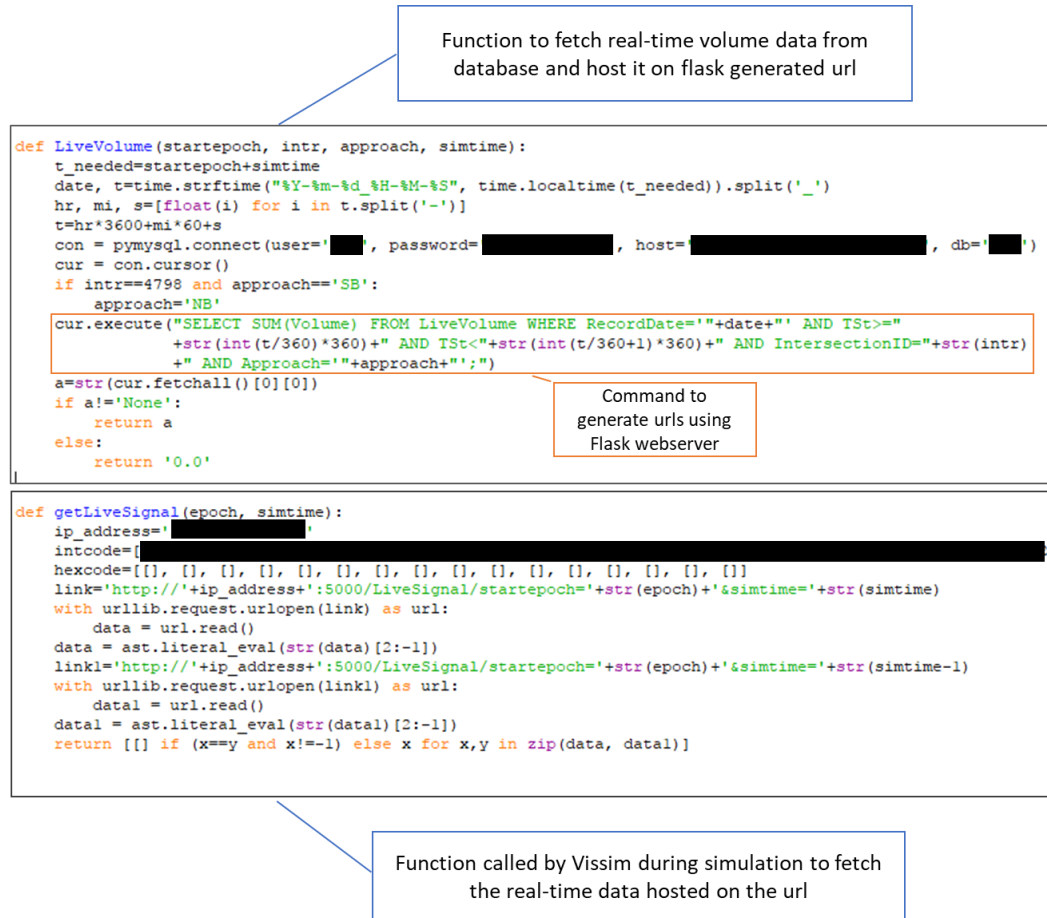 Function to fetch real-time volume data from
database and host it on flask generated url
def LiveVolume(startepoch, intr, approach, simtime):
    t_needed=startepoch+simtime
    date, t=time.strftime("%Y-%m-%d_%H-%M-%S", time.localtime(t_needed)).split('_')
    hr, mi, s=[float(i) for i in t.split('-')]
    t=hr*3600+mi*60+s
    con = pymysql.connect(user='', password=, host='', db='')
    cur = con.cursor()
    if intr==4798 and approach=='SB':
        approach='NB'
    cur.execute("SELECT SUM(Volume) FROM LiveVolume WHERE RecordDate='"+date+"' AND TSt>="
                +str(int(t/360)*360)+" AND TSt<"+str(int(t/360+1)*360)+" AND IntersectionID="+str(intr)
                +" AND Approach='"+approach+"';")
    a=str(cur.fetchall()[0][0])
    if a!='None':
        return a
    else:
        return '0.0'
Command to
generate urls using
Flask webserver
def getLiveSignal(epoch, simtime):
    ip_address=''
    intcode=[
    hexcode=[[], [], [], [], [], [], [], [], [], [], [], [], [], [], [], []]
    link='http://'+ip_address+':5000/LiveSignal/startepoch='+str(epoch)+'&simtime='+str(simtime)
    with urllib.request.urlopen(link) as url:
        data = url.read()
    data = ast.literal_eval(str(data)[2:-1])
    link1='http://'+ip_address+':5000/LiveSignal/startepoch='+str(epoch)+'&simtime='+str(simtime-1)
    with urllib.request.urlopen(link1) as url:
        data1 = url.read()
    data1 = ast.literal_eval(str(data1)[2:-1])
    return [[] if (x==y and x!=-1) else x for x,y in zip(data, data1)]
Function called by Vissim during simulation to fetch
the real-time data hosted on the url